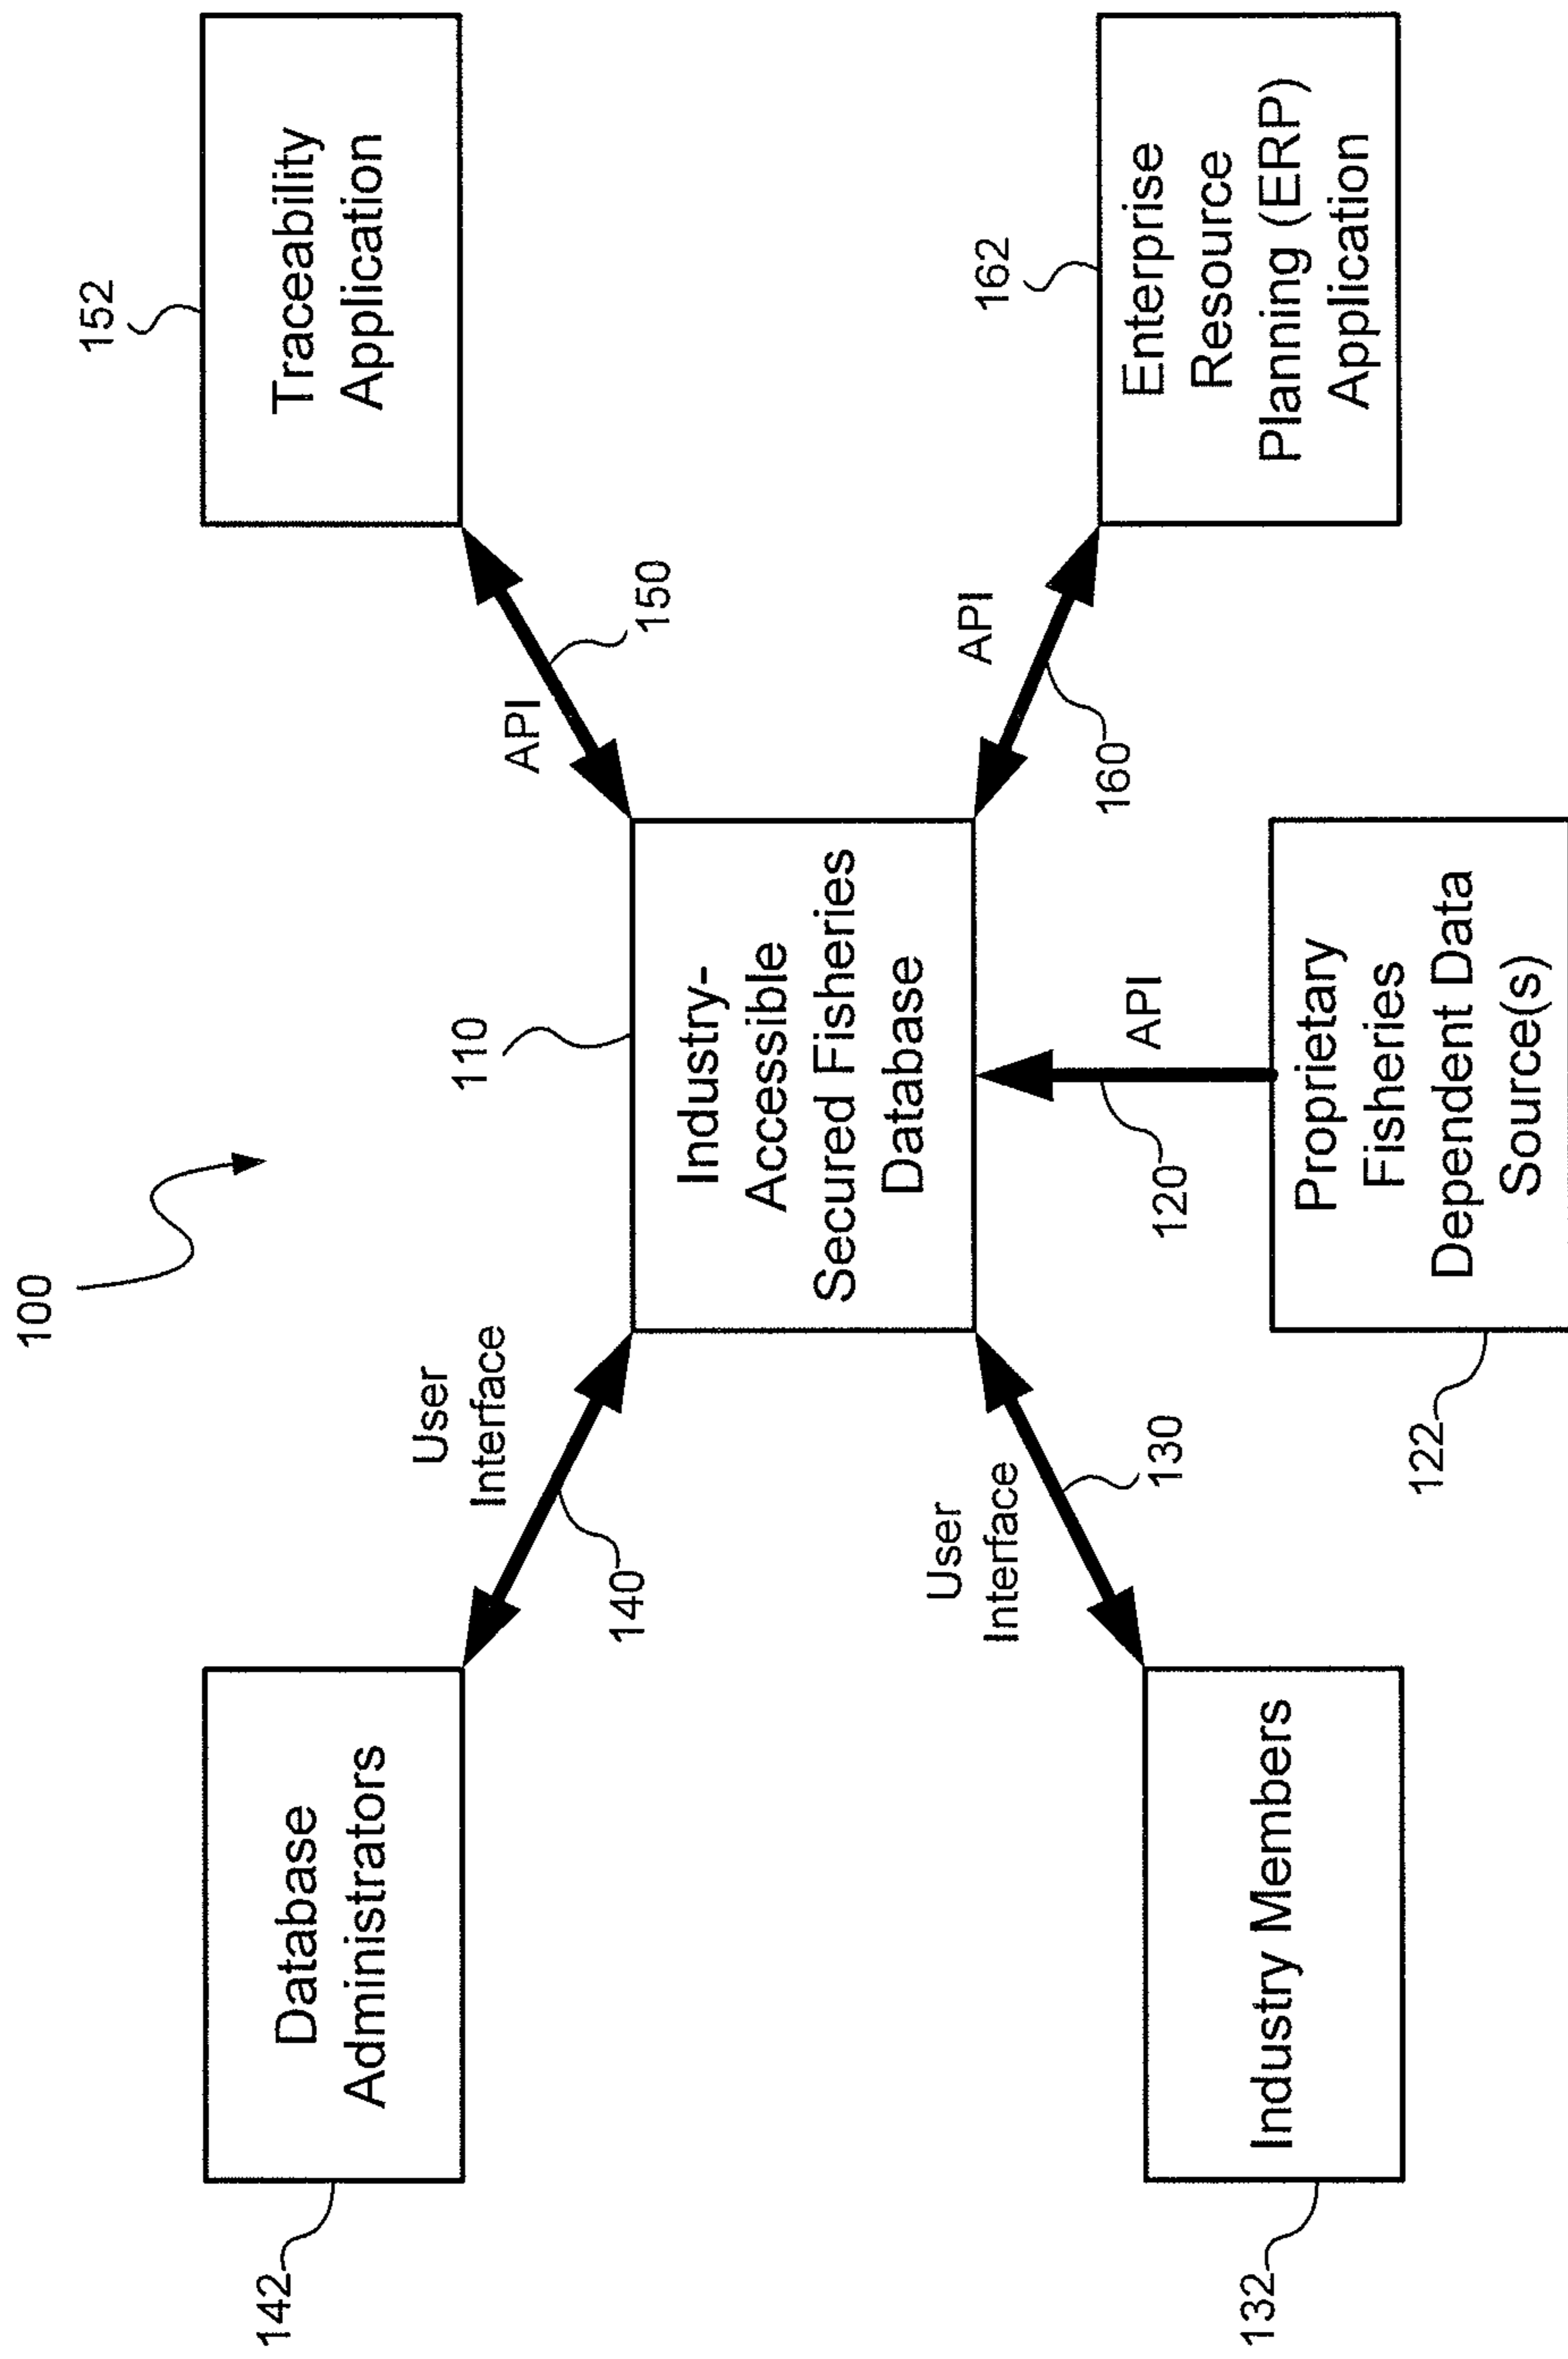 100
142
Database
Administrators
User
Interface
140
110
Industry-
Accessible
Secured Fisheries
Database
API
150
152
Traceability
Application
132
Industry Members
User
Interface
130
120
API
122
Proprietary
Fisheries
Dependent Data
Source(s)
API
160
162
Enterprise
Resource
Planning (ERP)
Application